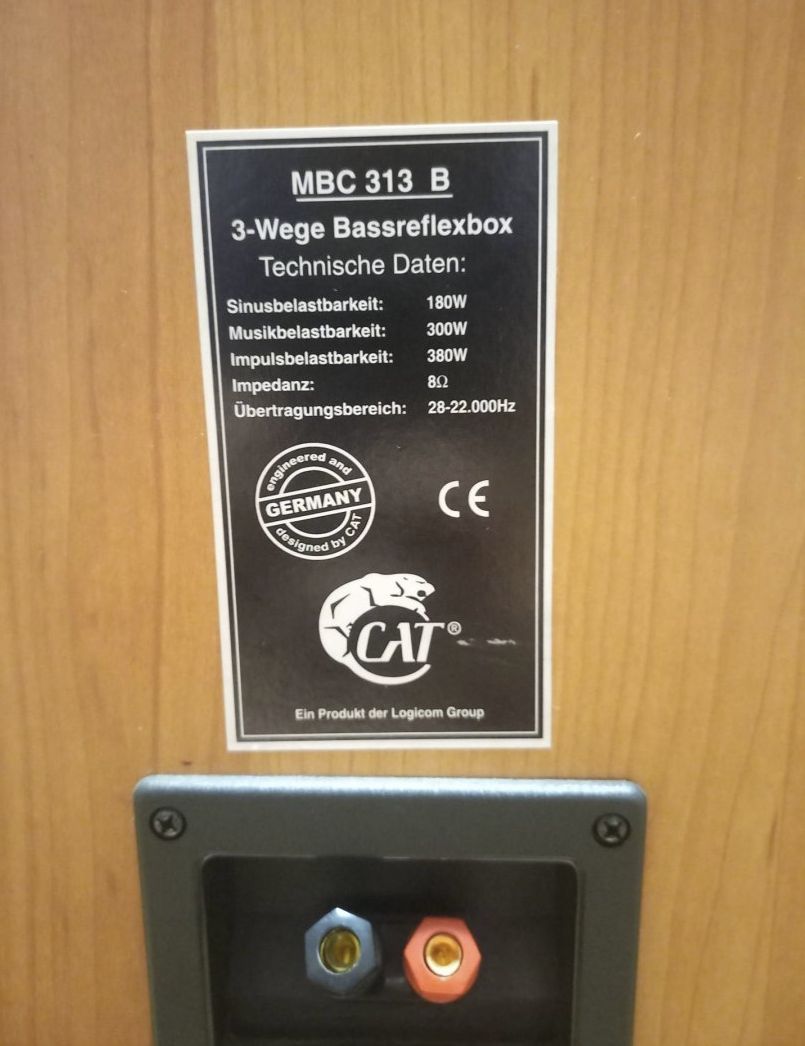 MBC 313 B
3-Wege Bassreflexbox
Technische Daten:
Sinusbelastbarkeit: 180W
Musikbelastbarkeit: 300W
Impulsbelastbarkeit: 380W
Impedanz: 8Ω
Übertragungsbereich: 28-22.000Hz
engineered and
GERMANY
designed by CAT
CE
CAT®
Ein Produkt der Logicom Group